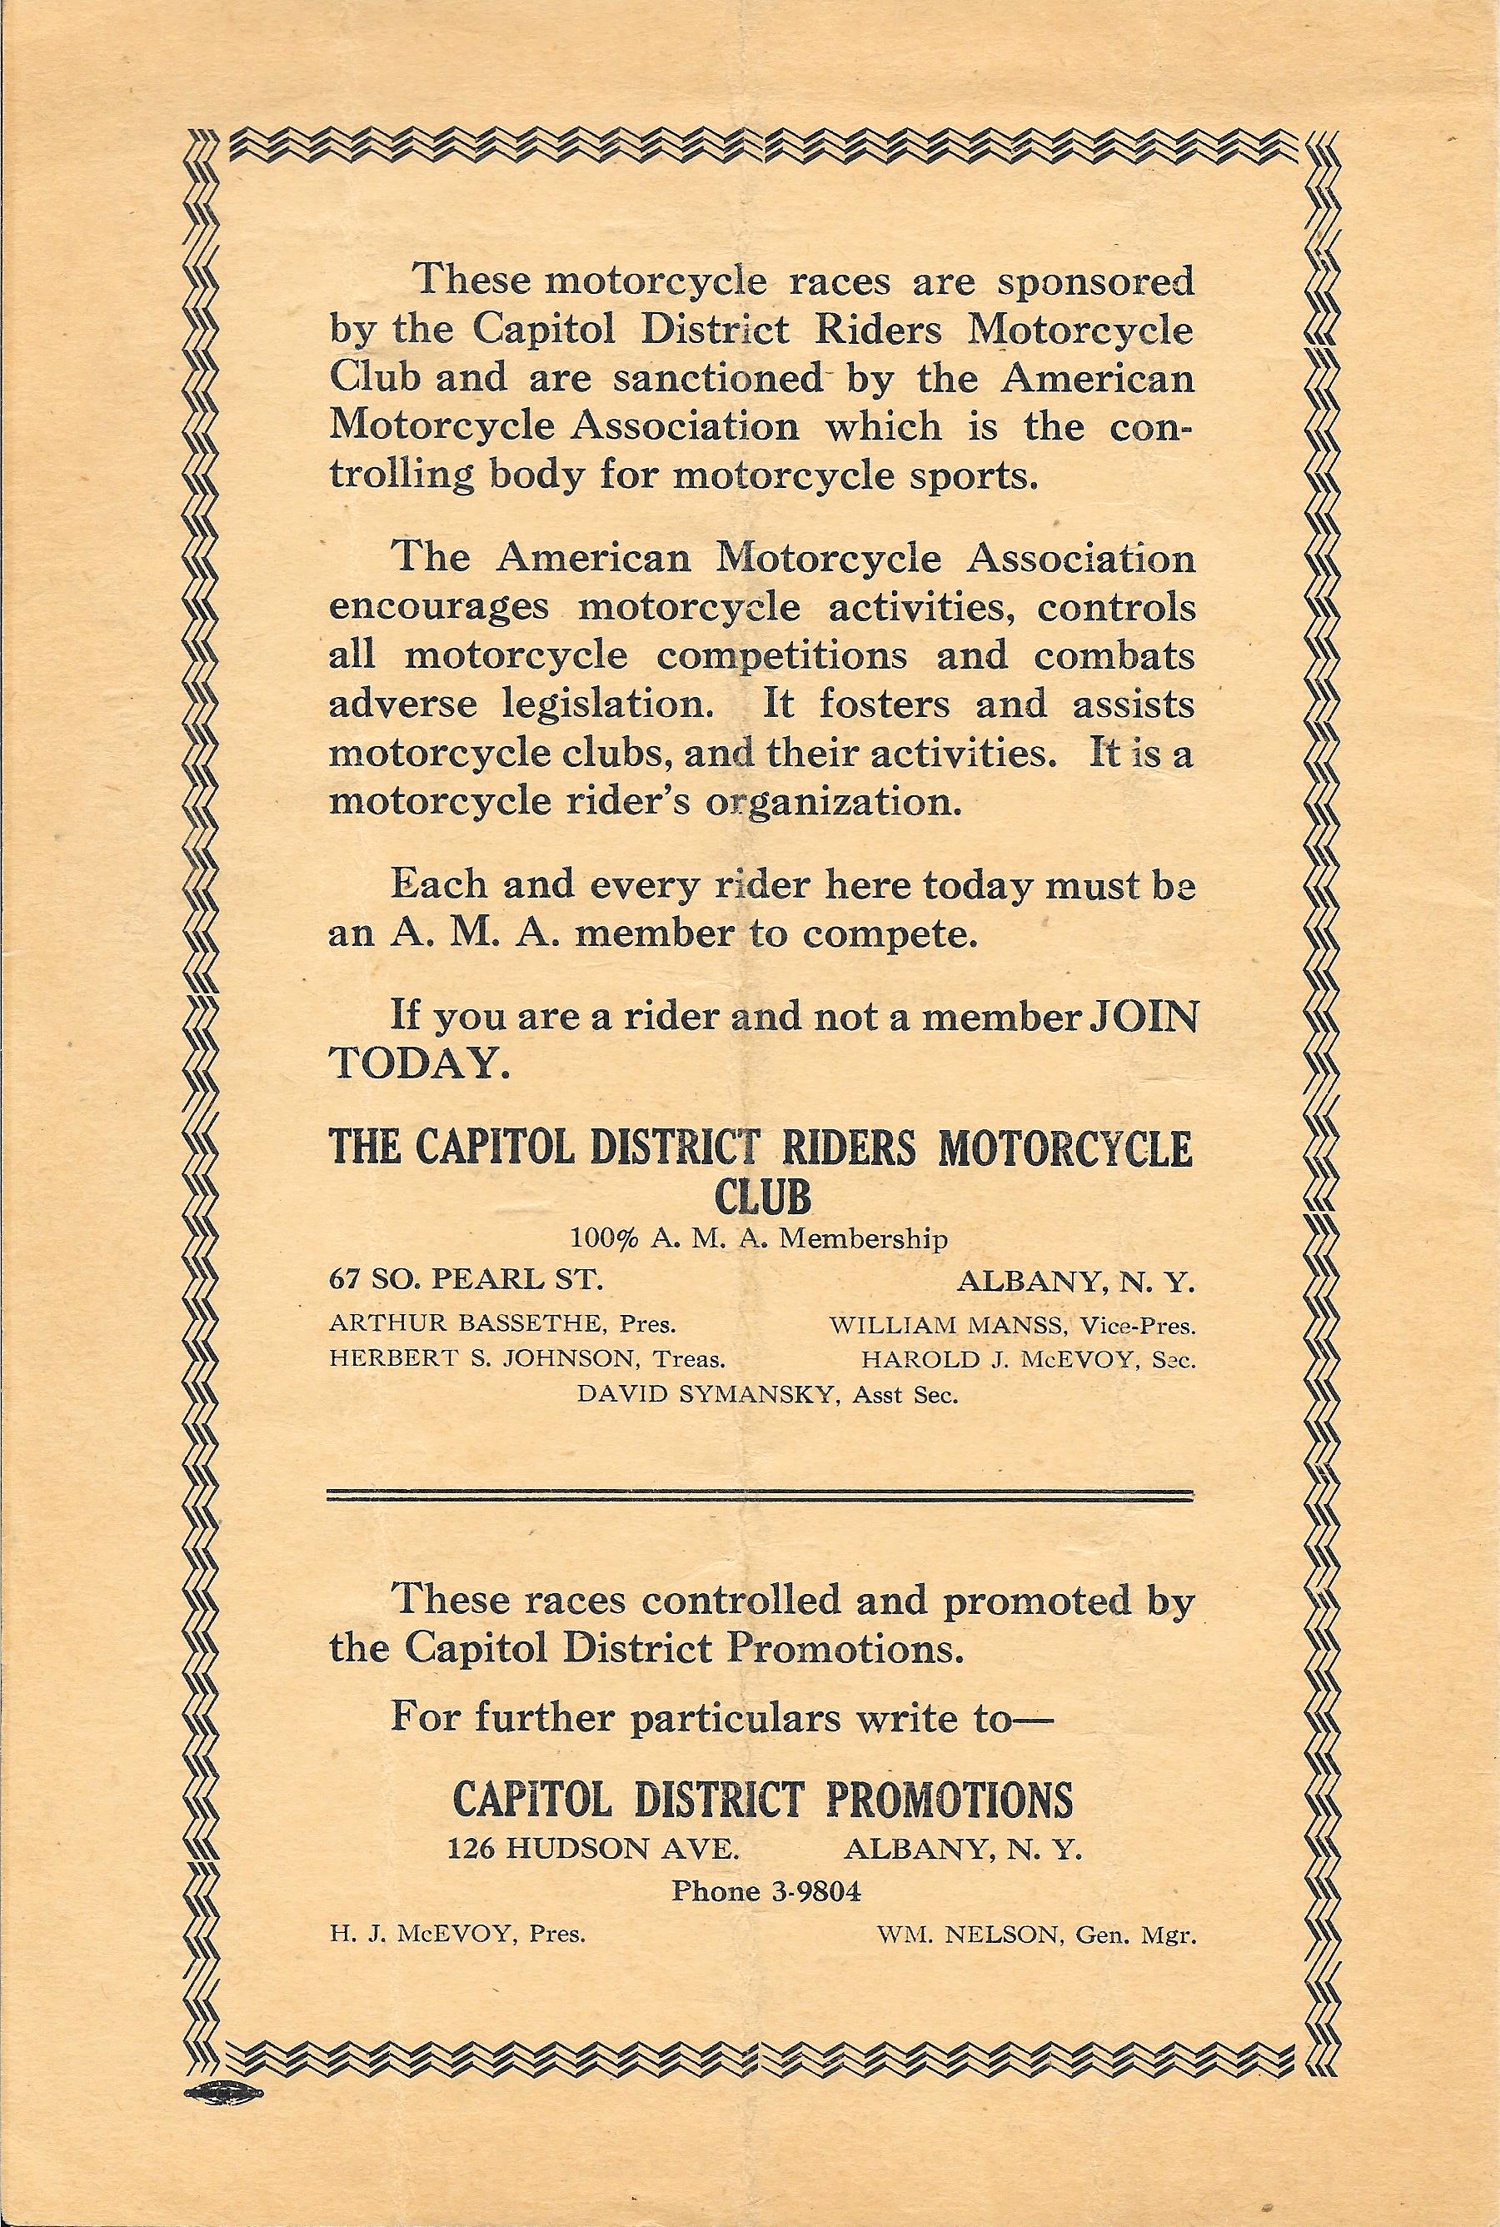 These motorcycle races are sponsored
by the Capitol District Riders Motorcycle
Club and are sanctioned by the American
Motorcycle Association which is the con-
trolling body for motorcycle sports.
The American Motorcycle Association
encourages motorcycle activities, controls
all motorcycle competitions and combats
adverse legislation. It fosters and assists
motorcycle clubs, and their activities. It is a
motorcycle rider's organization.
Each and every rider here today must be
an A. M. A. member to compete.
If you are a rider and not a member JOIN
TODAY.
THE CAPITOL DISTRICT RIDERS MOTORCYCLE
CLUB
100% A. M. A. Membership
67 SO. PEARL ST. ALBANY, N. Y.
ARTHUR BASSETHE, Pres. WILLIAM MANSS, Vice-Pres.
HERBERT S. JOHNSON, Treas. HAROLD J. McEVOY, Sec.
DAVID SYMANSKY, Asst Sec.
These races controlled and promoted by
the Capitol District Promotions.
For further particulars write to—
CAPITOL DISTRICT PROMOTIONS
126 HUDSON AVE. ALBANY, N. Y.
Phone 3-9804
H. J. McEVOY, Pres. WM. NELSON, Gen. Mgr.